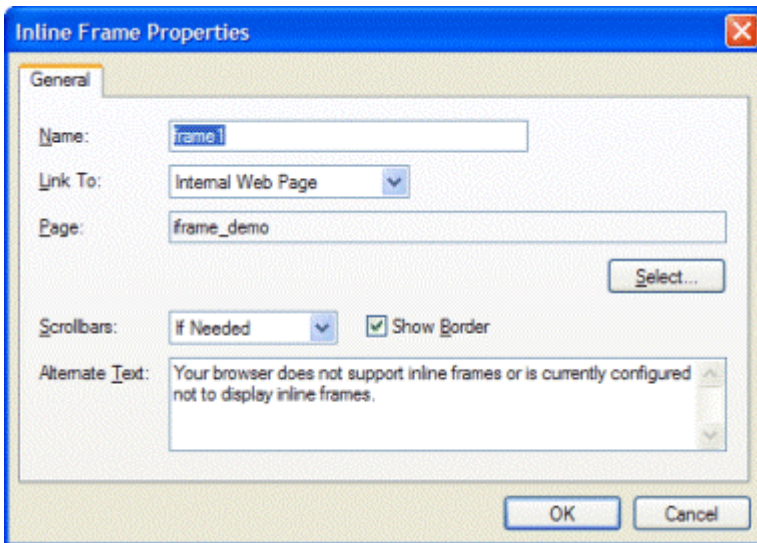 Inline Frame Properties
General
Name: frame1
Link To: Internal Web Page
Page: iframe_demo
Select...
Scrollbars: If Needed Show Border
Alternate Text: Your browser does not support inline frames or is currently configured
not to display inline frames.
OK Cancel